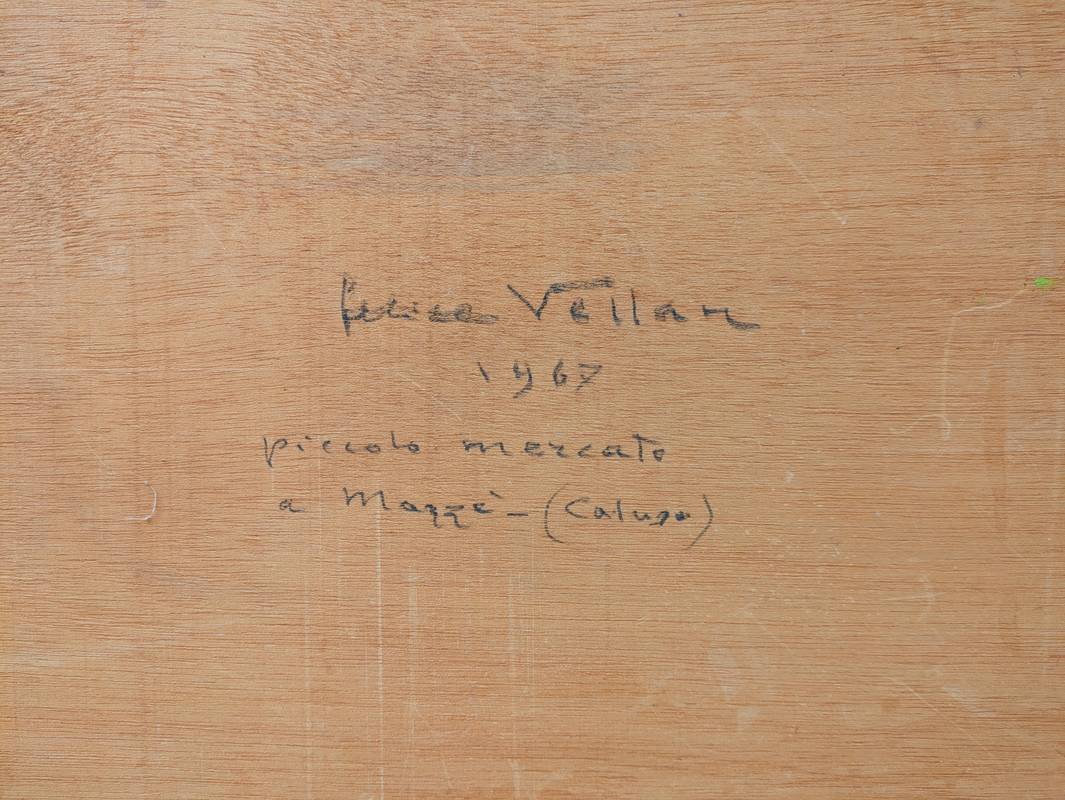 felice Vellan
1967
piccolo mercato
a Mazzè - (Caluso)